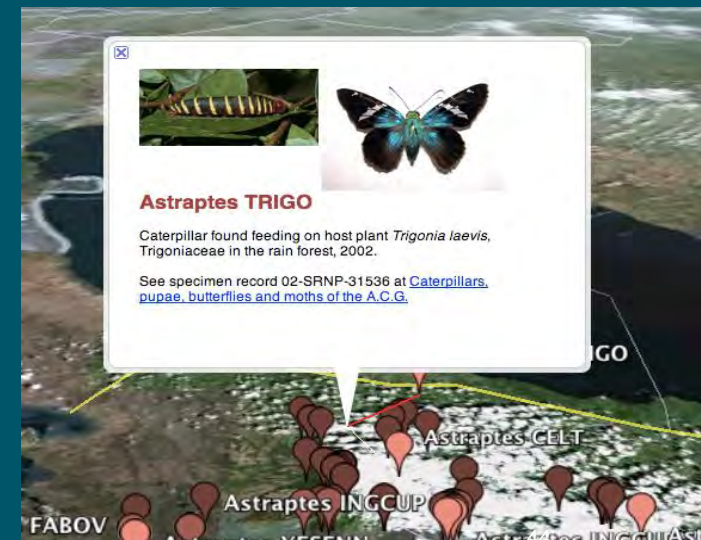 Astraptes TRIGO
Caterpillar found feeding on host plant Trigonia laevis,
Trigoniaceae in the rain forest, 2002.
See specimen record 02-SRNP-31536 at Caterpillars,
pupae, butterflies and moths of the A.C.G.
IGO
Astraptes CELT
Astraptes INGCUP
FABOV